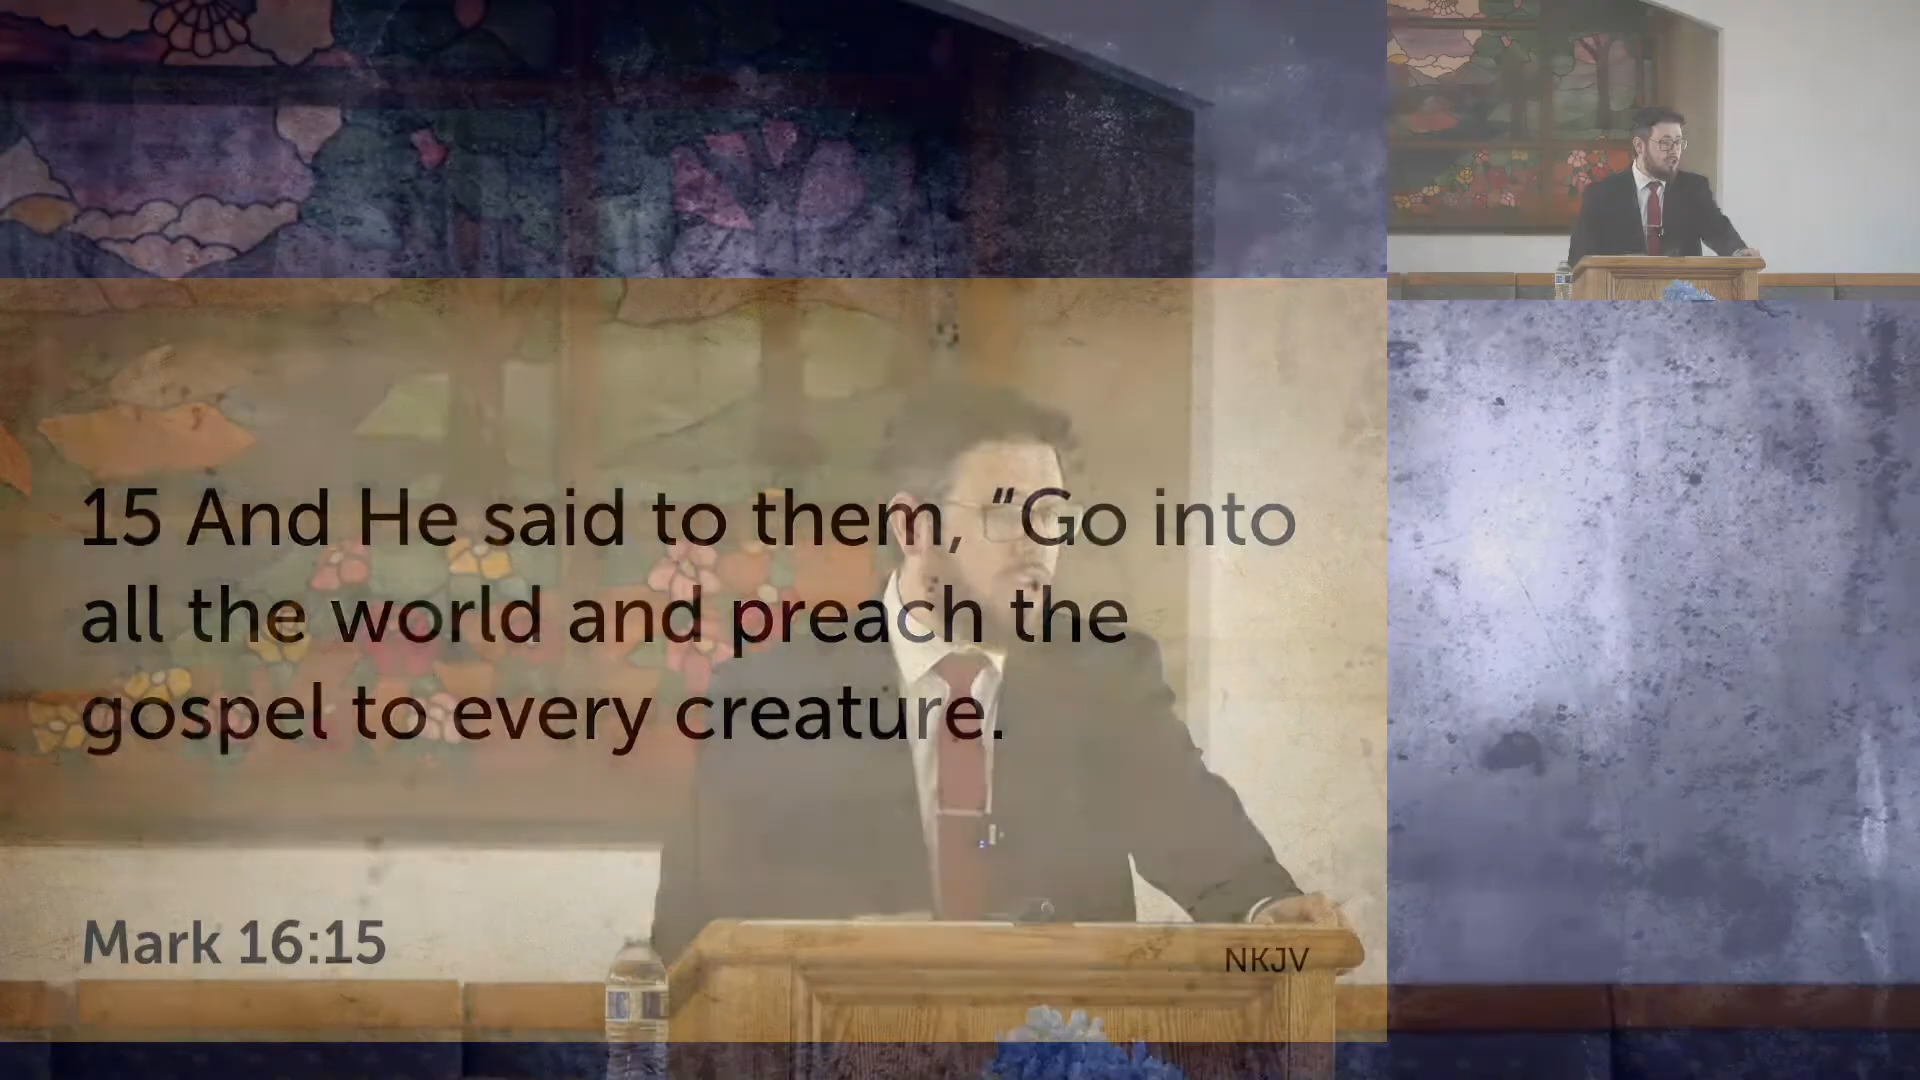 15 And He said to them, “Go into
all the world and preach the
gospel to every creature.
Mark 16:15
NKJV